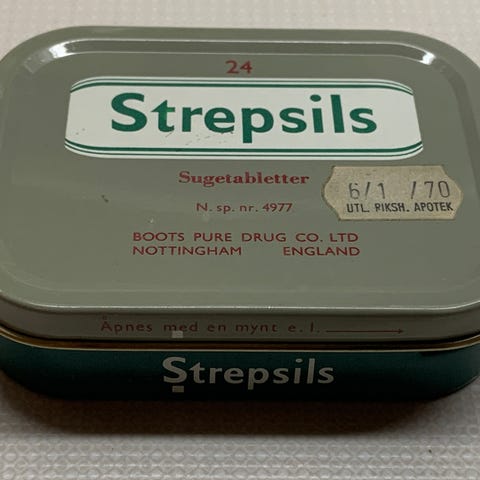 24
Strepsils
Sugetabletter
N. sp. nr. 4977
6/1 /70
UTL. RIKSH. APOTEK
BOOTS PURE DRUG CO. LTD
NOTTINGHAM ENGLAND
Åpnes med en mynt e. l.
Strepsils